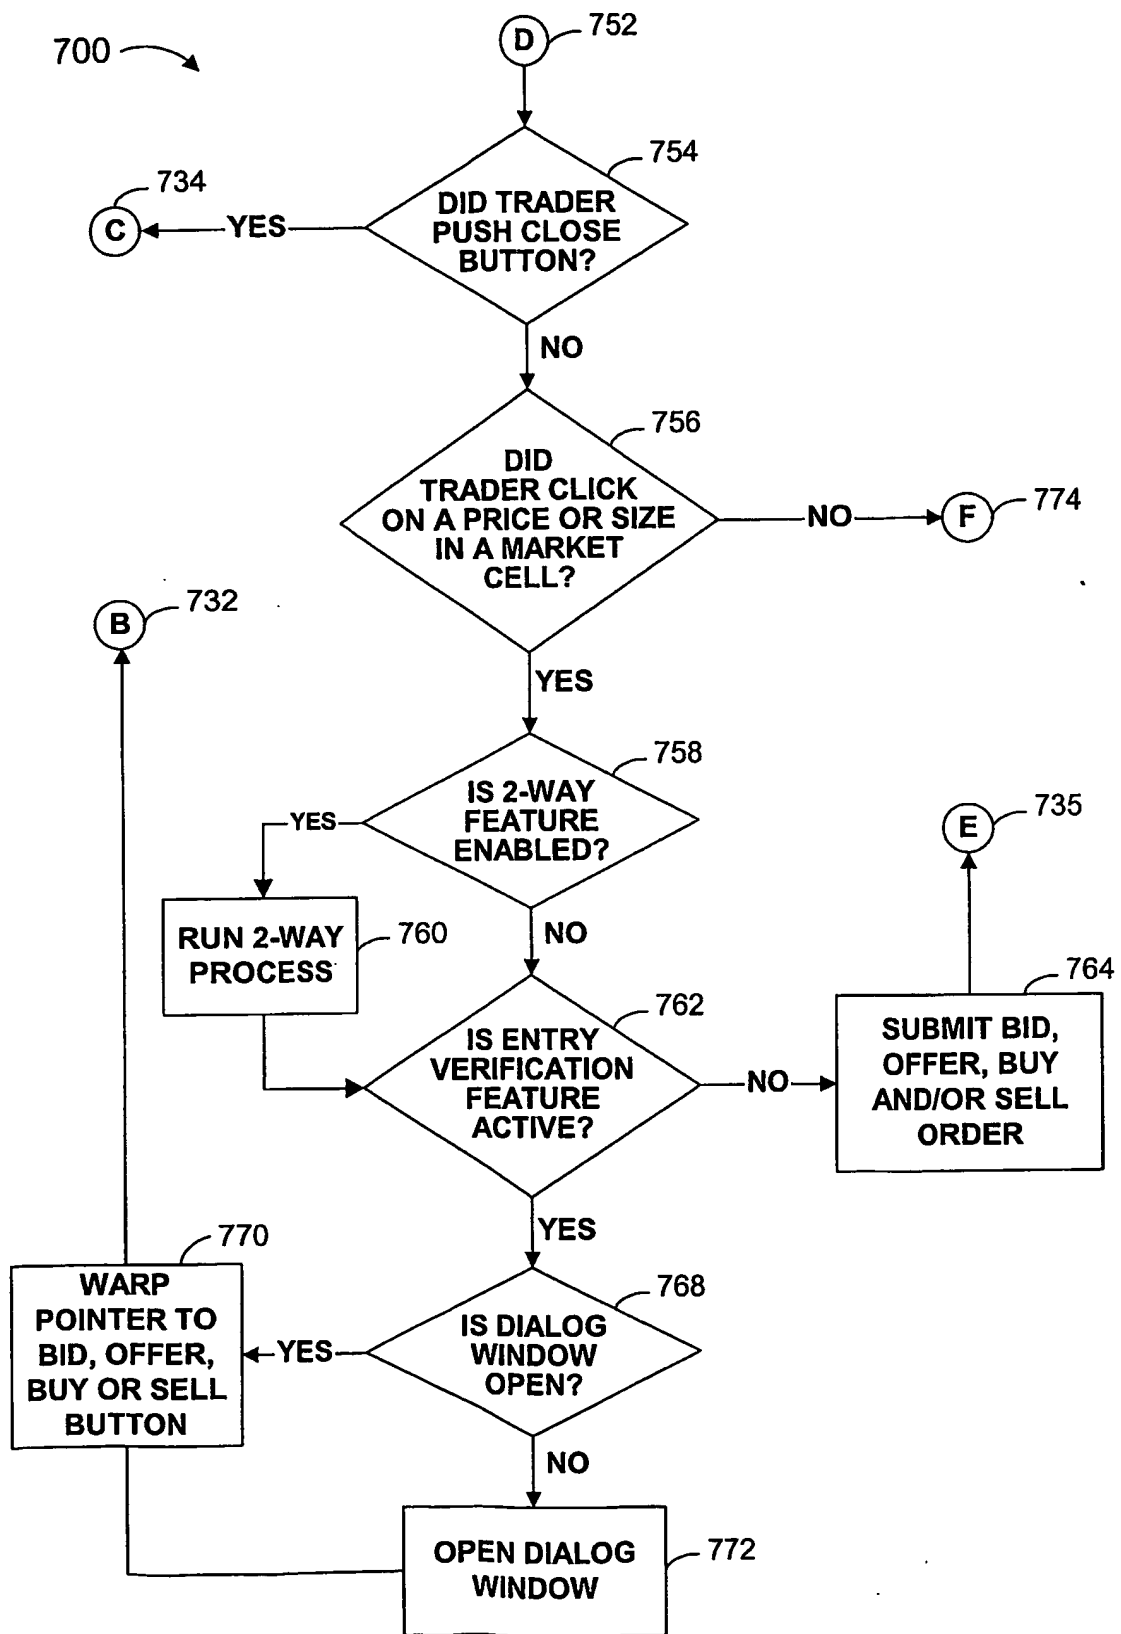 700
D
752
754
DID TRADER
PUSH CLOSE
BUTTON?
734
C
YES
NO
756
DID
TRADER CLICK
ON A PRICE OR SIZE
IN A MARKET
CELL?
NO
F
774
B
732
YES
758
IS 2-WAY
FEATURE
ENABLED?
YES
E
735
RUN 2-WAY
PROCESS
760
NO
762
IS ENTRY
VERIFICATION
FEATURE
ACTIVE?
NO
764
SUBMIT BID,
OFFER, BUY
AND/OR SELL
ORDER
YES
770
WARP
POINTER TO
BID, OFFER,
BUY OR SELL
BUTTON
768
IS DIALOG
WINDOW
OPEN?
YES
NO
OPEN DIALOG
WINDOW
772